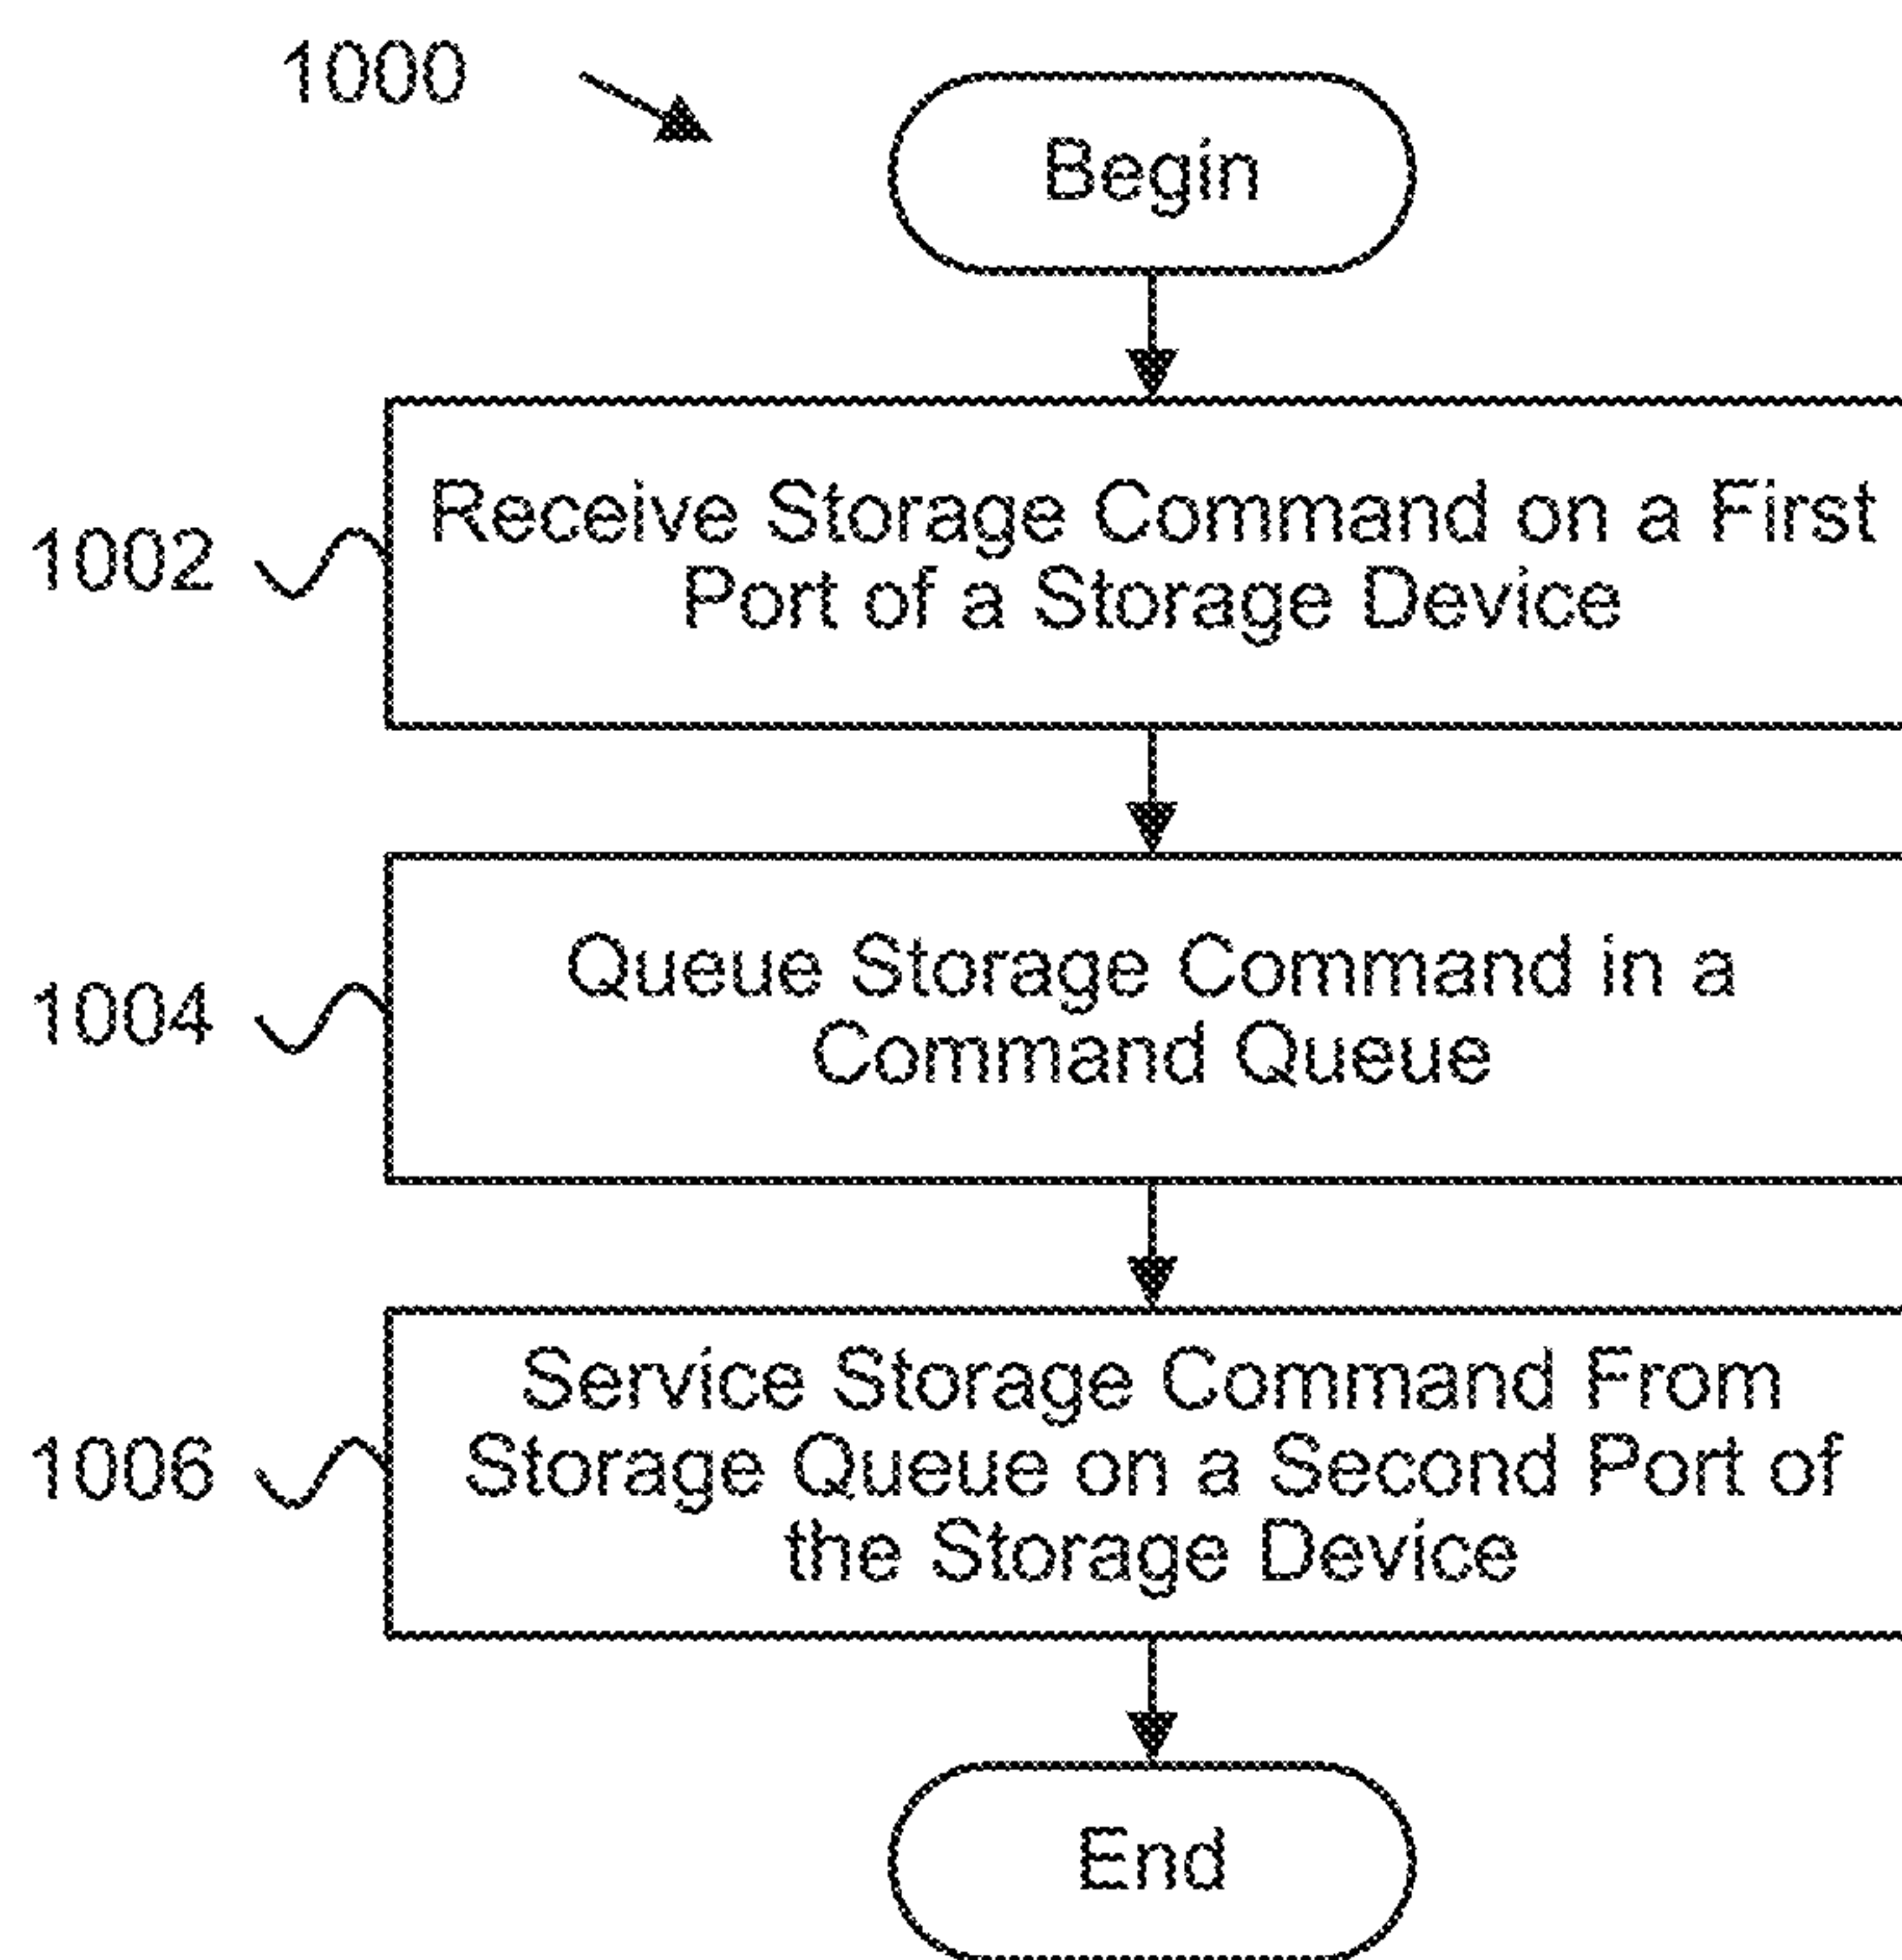 1000
Begin
1002
Receive Storage Command on a First
Port of a Storage Device
1004
Queue Storage Command in a
Command Queue
1006
Service Storage Command From
Storage Queue on a Second Port of
the Storage Device
End